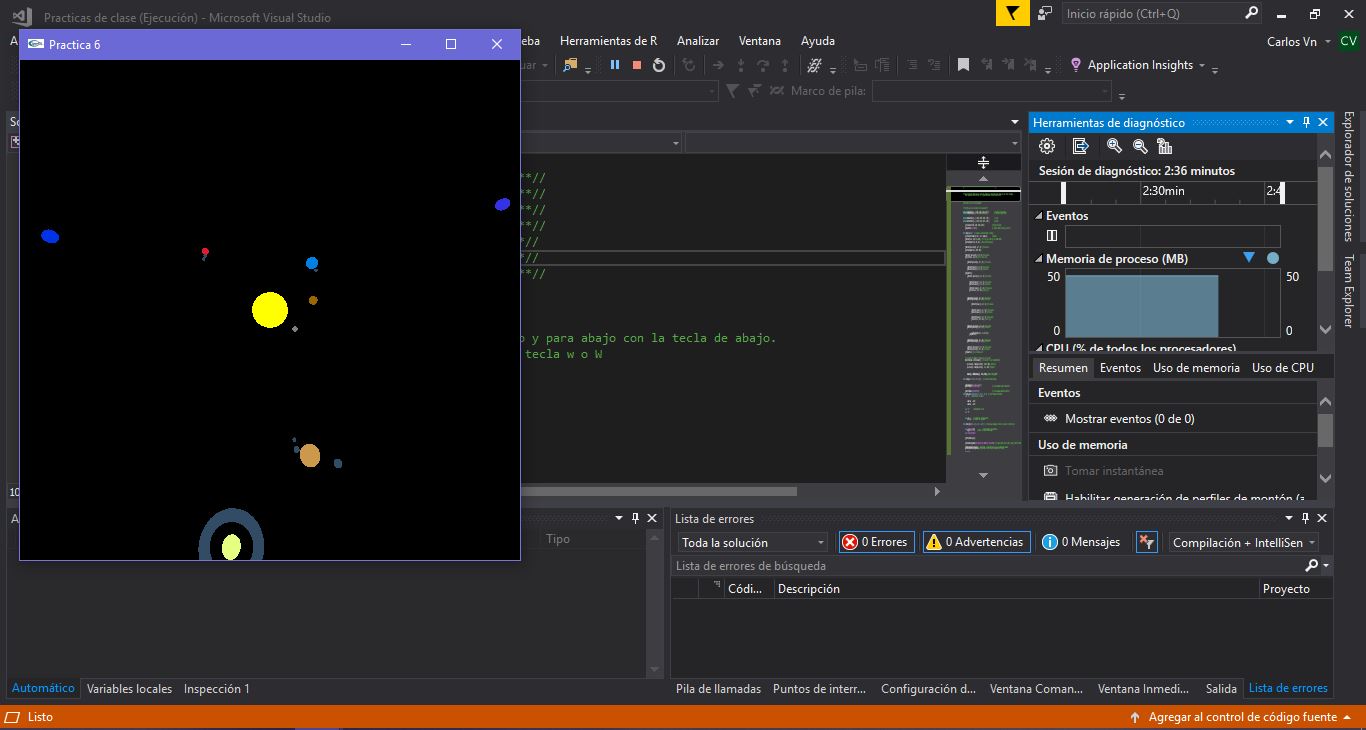 Practicas de clase (Ejecución) - Microsoft Visual Studio
Inicio rápido (Ctrl+Q)
Practica 6
Herramientas de R Analizar Ventana Ayuda
Carlos Vn CV
Application Insights
Marco de pila:
Herramientas de diagnóstico
Sesión de diagnóstico: 2:36 minutos
2:30min
Eventos
Memoria de proceso (MB)
50 50
0 0
CPU (% de todos los procesadores)
Resumen Eventos Uso de memoria Uso de CPU
Eventos
Mostrar eventos (0 de 0)
Uso de memoria
Tomar instantánea
Habilitar generación de perfiles de montón (a
Explorador de soluciones
Team Explorer
**//
**//
**//
**//
*//
**//
**//
o y para abajo con la tecla de abajo.
tecla w o W
Tipo
Lista de errores
Toda la solución 0 Errores 0 Advertencias 0 Mensajes Compilación + IntelliSen
Lista de errores de búsqueda
Códi... Descripción Proyecto
Automático Variables locales Inspección 1
Pila de llamadas Puntos de interr... Configuración d... Ventana Coman... Ventana Inmedi... Salida Lista de errores
Listo
Agregar al control de código fuente